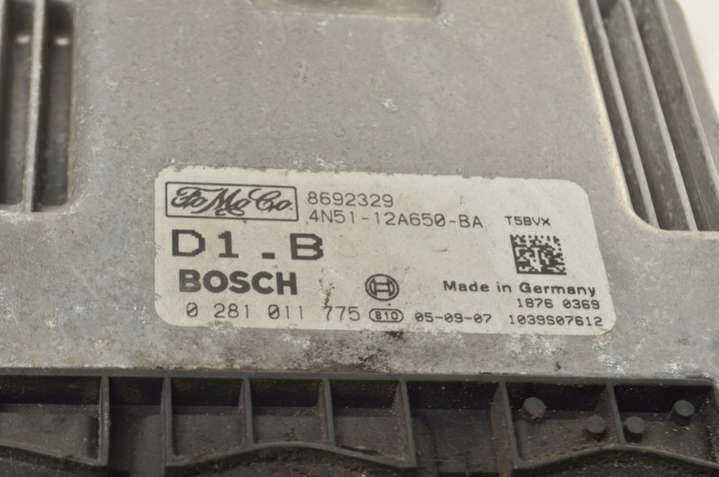 FoMoCo 8692329
4N51-12A650-BA T5BVX
D1.B
BOSCH
Made in Germany
1876 0369
0 281 011 775 B10 05-09-07 1039S07612